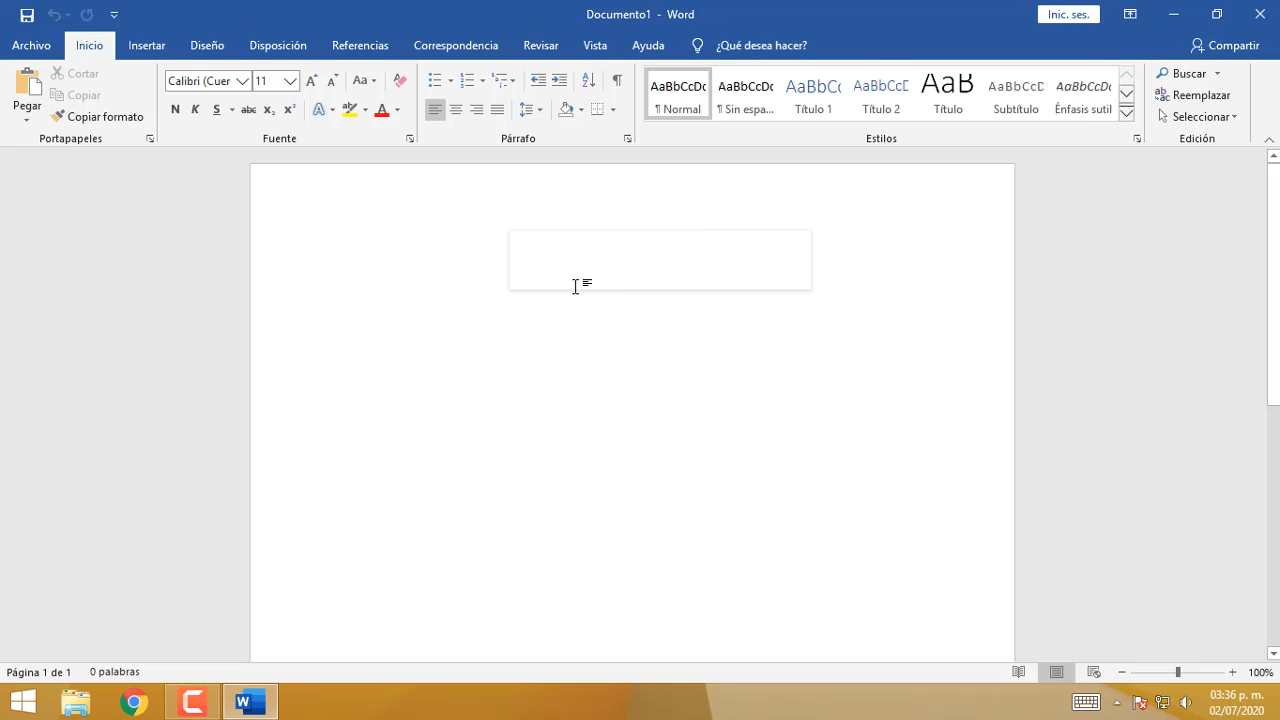 Documento1 - Word
Inic. ses.
Archivo Inicio Insertar Diseño Disposición Referencias Correspondencia Revisar Vista Ayuda ¿Qué desea hacer? Compartir
Pegar
Cortar
Copiar
Copiar formato
Portapapeles
Calibri (Cuer 11 A A Aa
N K S abc x₂ x² A A
Fuente
Párrafo
AaBbCcDc AaBbCcDc AaBbCc AaBbCcD AaB AaBbCcD AaBbCcDc
¶ Normal ¶ Sin espa... Título 1 Título 2 Título Subtítulo Énfasis sutil
Estilos
Buscar
Reemplazar
Seleccionar
Edición
Página 1 de 1 0 palabras 100%
03:36 p. m.
02/07/2020